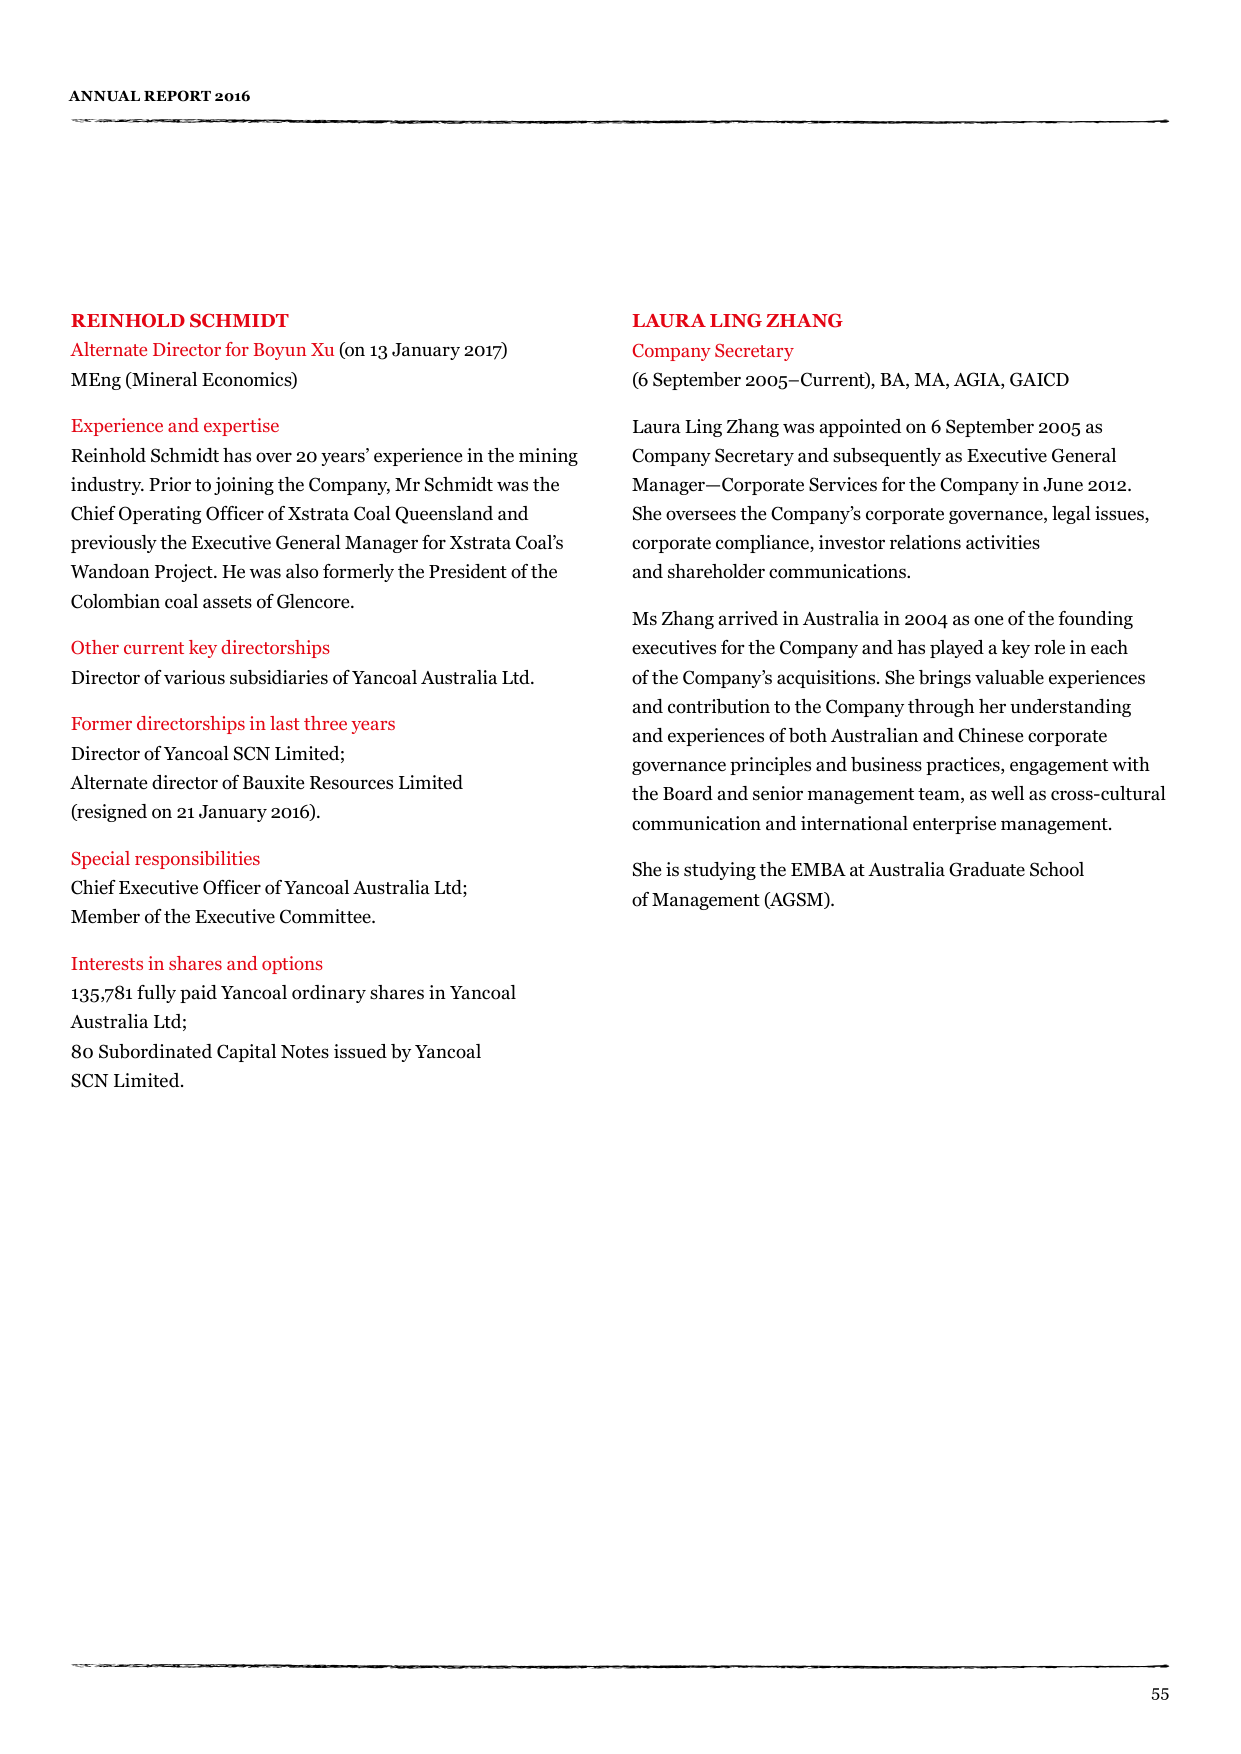 ANNUAL REPORT 2016
REINHOLD SCHMIDT
Alternate Director for Boyun Xu (on 13 January 2017)
MEng (Mineral Economics)
Experience and expertise
Reinhold Schmidt has over 20 years’ experience in the mining
industry. Prior to joining the Company, Mr Schmidt was the
Chief Operating Officer of Xstrata Coal Queensland and
previously the Executive General Manager for Xstrata Coal’s
Wandoan Project. He was also formerly the President of the
Colombian coal assets of Glencore.
Other current key directorships
Director of various subsidiaries of Yancoal Australia Ltd.
Former directorships in last three years
Director of Yancoal SCN Limited;
Alternate director of Bauxite Resources Limited
(resigned on 21 January 2016).
Special responsibilities
Chief Executive Officer of Yancoal Australia Ltd;
Member of the Executive Committee.
Interests in shares and options
135,781 fully paid Yancoal ordinary shares in Yancoal
Australia Ltd;
80 Subordinated Capital Notes issued by Yancoal
SCN Limited.
LAURA LING ZHANG
Company Secretary
(6 September 2005–Current), BA, MA, AGIA, GAICD
Laura Ling Zhang was appointed on 6 September 2005 as
Company Secretary and subsequently as Executive General
Manager—Corporate Services for the Company in June 2012.
She oversees the Company’s corporate governance, legal issues,
corporate compliance, investor relations activities
and shareholder communications.
Ms Zhang arrived in Australia in 2004 as one of the founding
executives for the Company and has played a key role in each
of the Company’s acquisitions. She brings valuable experiences
and contribution to the Company through her understanding
and experiences of both Australian and Chinese corporate
governance principles and business practices, engagement with
the Board and senior management team, as well as cross-cultural
communication and international enterprise management.
She is studying the EMBA at Australia Graduate School
of Management (AGSM).
55